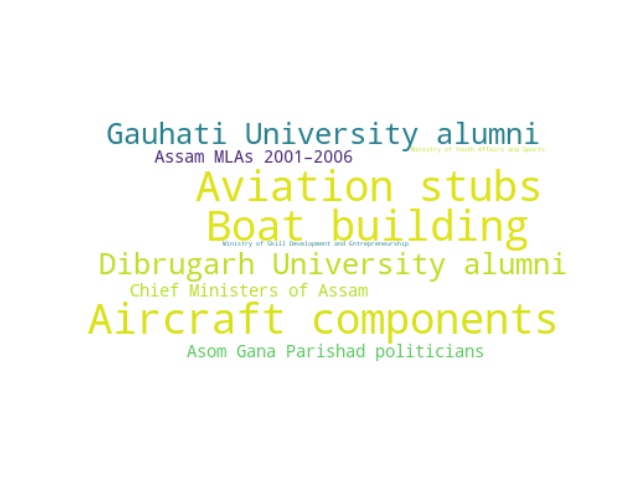 Gauhati University alumni
Ministry of Youth Affairs and Sports
Assam MLAs 2001–2006
Aviation stubs
Boat building
Ministry of Skill Development and Entrepreneurship
Dibrugarh University alumni
Chief Ministers of Assam
Aircraft components
Asom Gana Parishad politicians